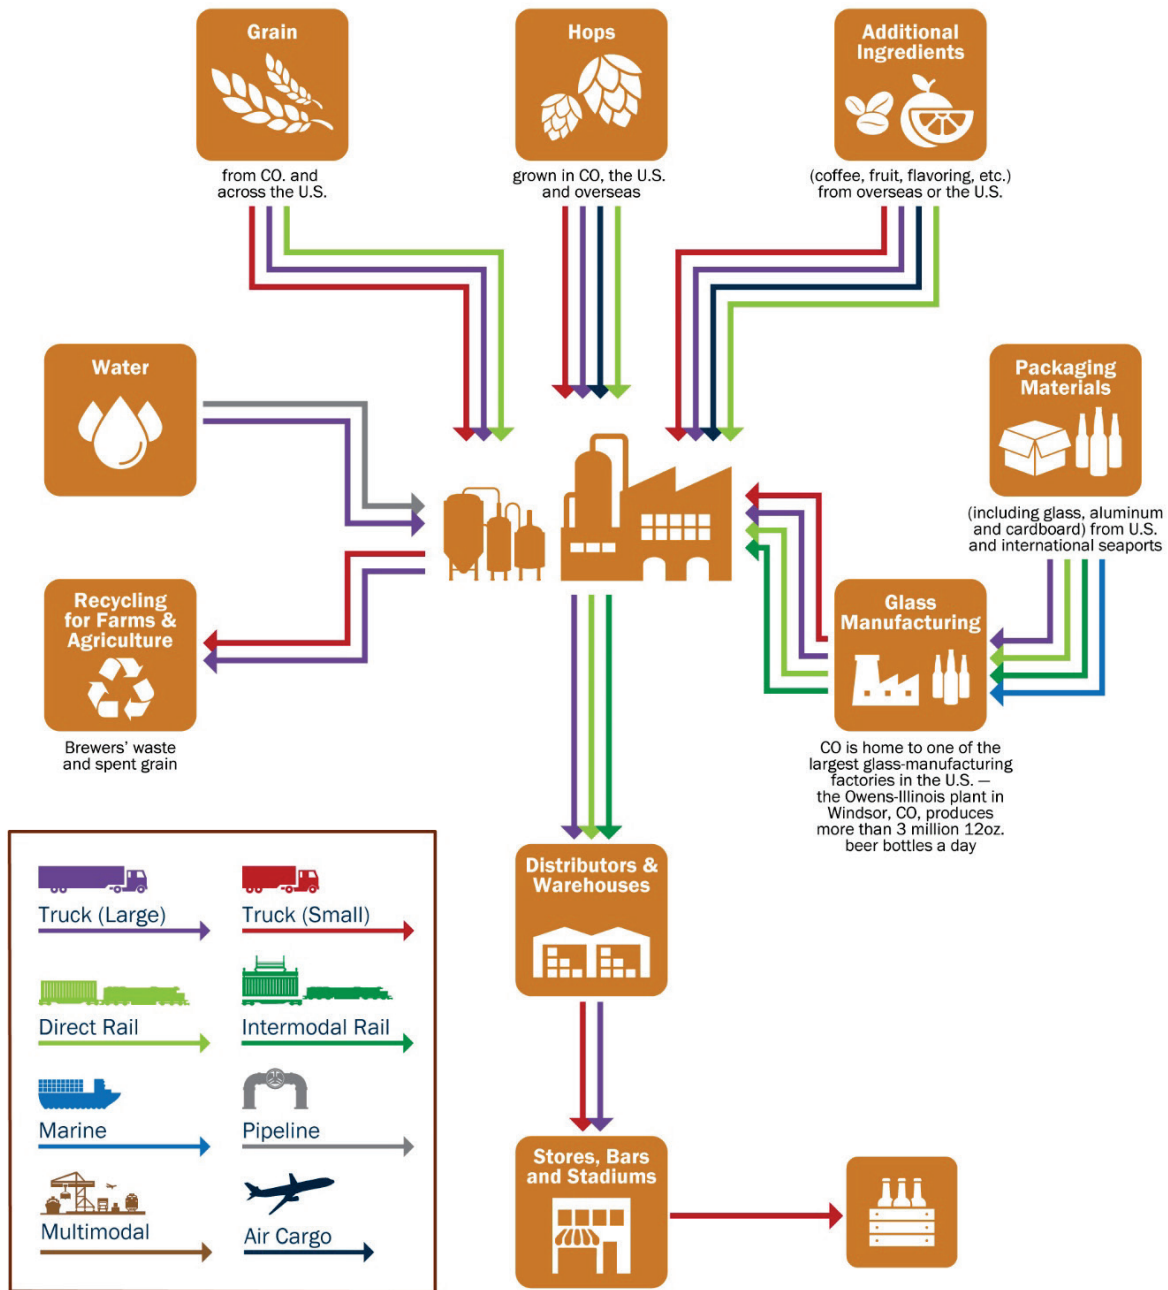 Grain
from CO. and
across the U.S.
Hops
grown in CO, the U.S.
and overseas
Additional
Ingredients
(coffee, fruit, flavoring, etc.)
from overseas or the U.S.
Water
Packaging
Materials
(including glass, aluminum
and cardboard) from U.S.
and international seaports
Recycling
for Farms &
Agriculture
Brewers' waste
and spent grain
Glass
Manufacturing
CO is home to one of the
largest glass-manufacturing
factories in the U.S. —
the Owens-Illinois plant in
Windsor, CO, produces
more than 3 million 12oz.
beer bottles a day
Distributors &
Warehouses
Stores, Bars
and Stadiums
Truck (Large)
Truck (Small)
Direct Rail
Intermodal Rail
Marine
Pipeline
Multimodal
Air Cargo